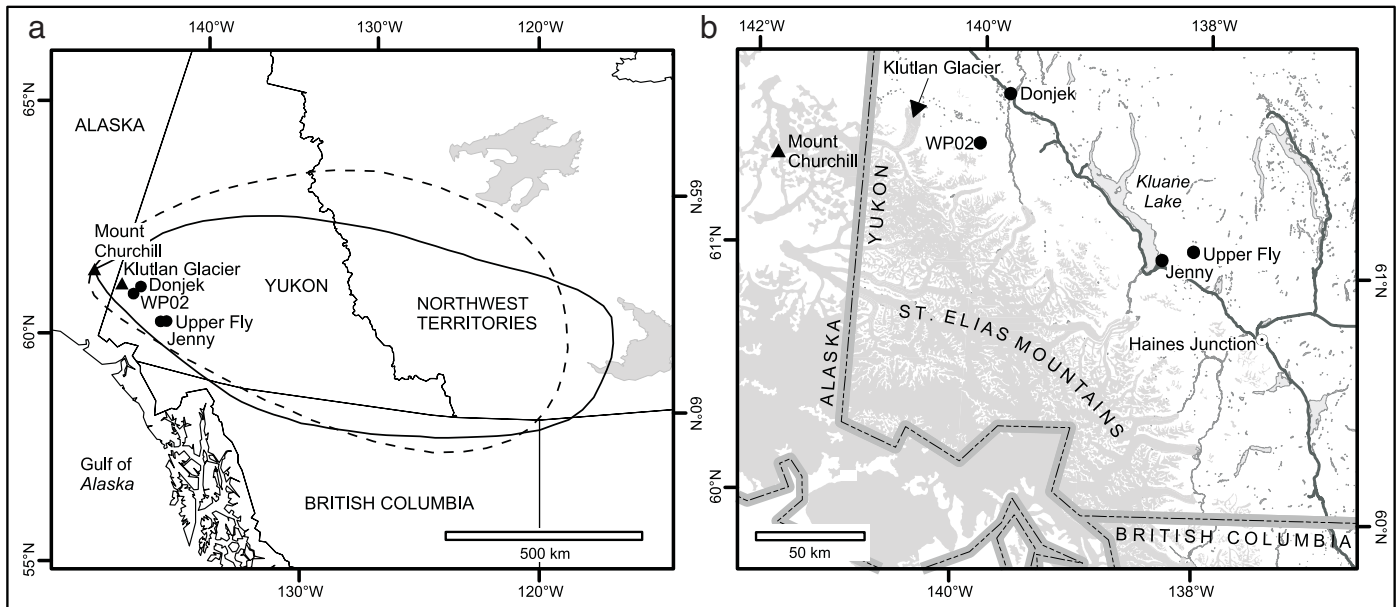 a
140°W
130°W
120°W
65°N
ALASKA
65°N
Mount
Churchill
Klutlan Glacier
Donjek
WP02
Upper Fly
Jenny
YUKON
NORTHWEST
TERRITORIES
60°N
60°N
Gulf of
Alaska
BRITISH COLUMBIA
500 km
55°N
130°W
120°W
b
142°W
140°W
138°W
Klutlan Glacier
Donjek
Mount
Churchill
WP02
YUKON
Kluane
Lake
61°N
Upper Fly
Jenny
61°N
ST. ELIAS MOUNTAINS
Haines Junction
ALASKA
60°N
50 km
BRITISH COLUMBIA
60°N
140°W
138°W